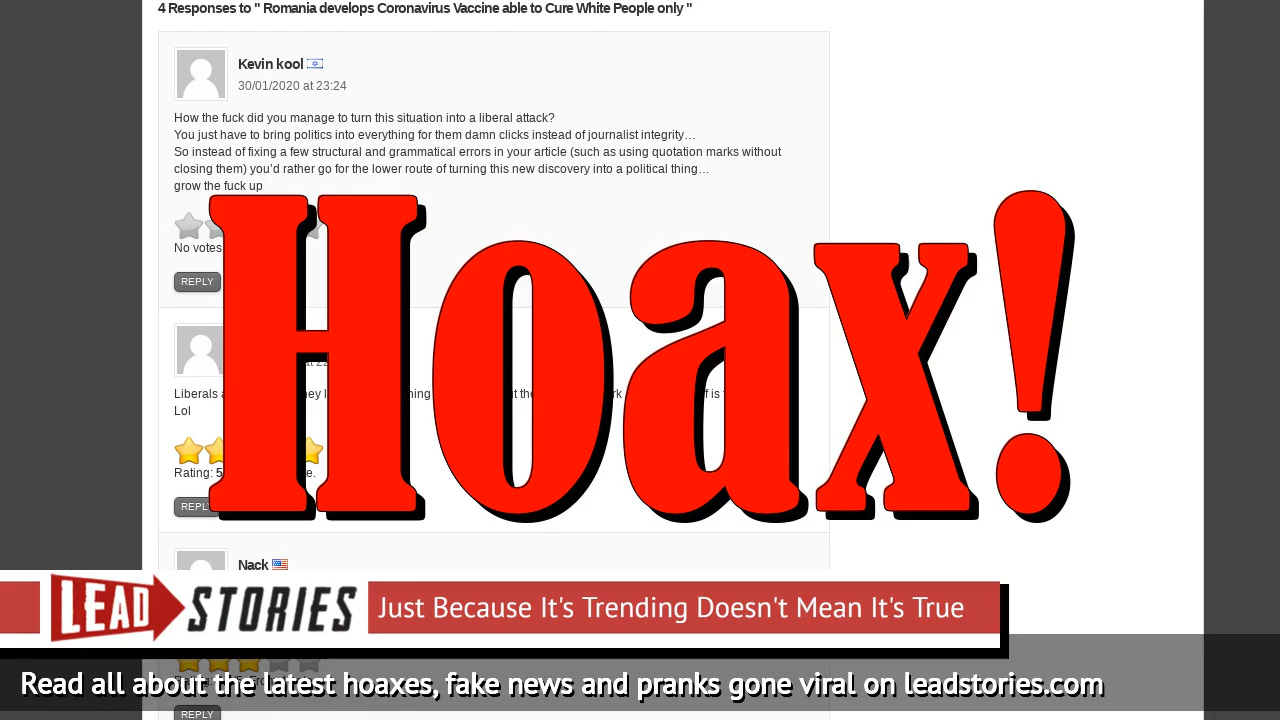 4 Responses to " Romania develops Coronavirus Vaccine able to Cure White People only "
Kevin kool
30/01/2020 at 23:24
How the fuck did you manage to turn this situation into a liberal attack?
You just have to bring politics into everything for them damn clicks instead of journalist integrity…
So instead of fixing a few structural and grammatical errors in your article (such as using quotation marks without
closing them) you'd rather go for the lower route of turning this new discovery into a political thing…
grow the fuck up
No votes
REPLY
Hoax!
at
Liberals
Lol
Rating: 5
REPLY
Nack
LEAD STORIES Just Because It's Trending Doesn't Mean It's True
Read all about the latest hoaxes, fake news and pranks gone viral on leadstories.com
REPLY